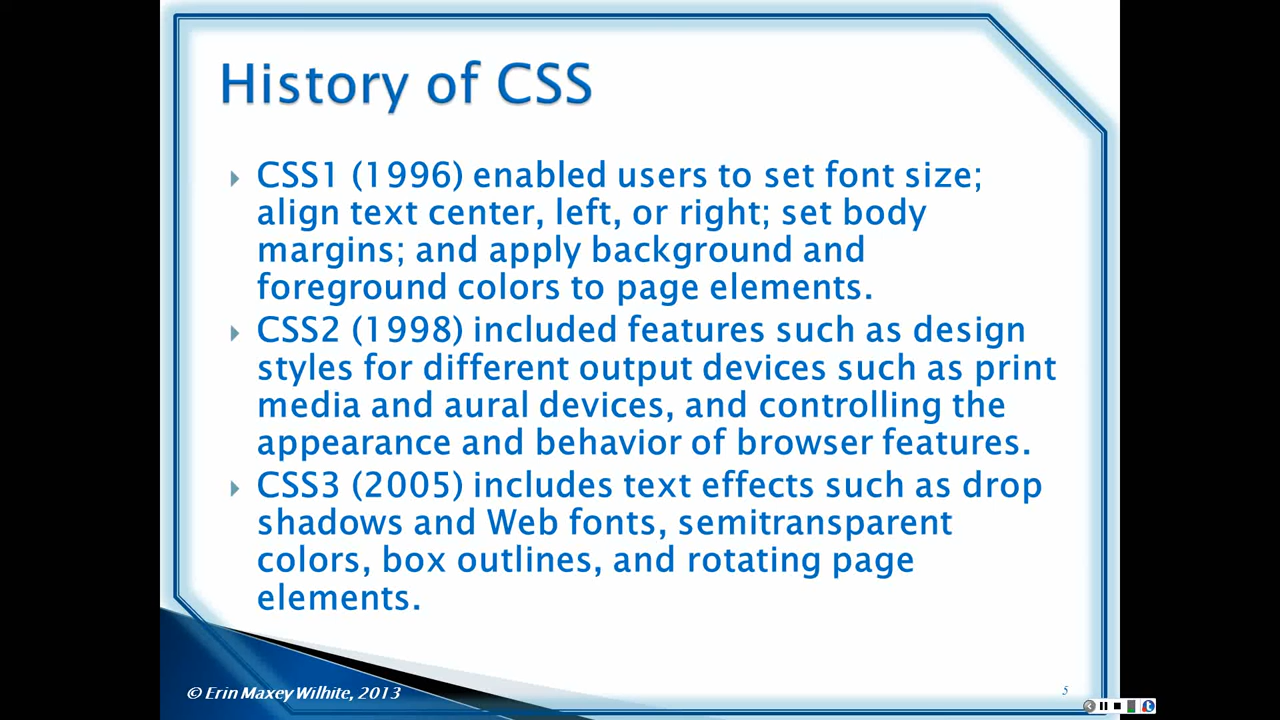 History of CSS
CSS1 (1996) enabled users to set font size;
align text center, left, or right; set body
margins; and apply background and
foreground colors to page elements.
CSS2 (1998) included features such as design
styles for different output devices such as print
media and aural devices, and controlling the
appearance and behavior of browser features.
CSS3 (2005) includes text effects such as drop
shadows and Web fonts, semitransparent
colors, box outlines, and rotating page
elements.
© Erin Maxey Wilhite, 2013
5